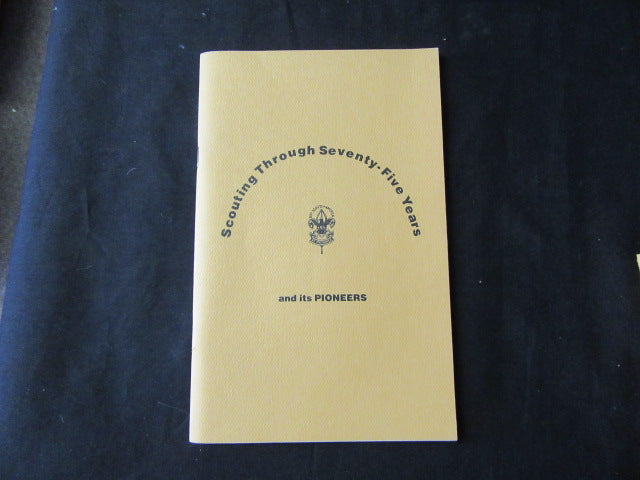 Scouting Through Seventy-Five Years
and its PIONEERS